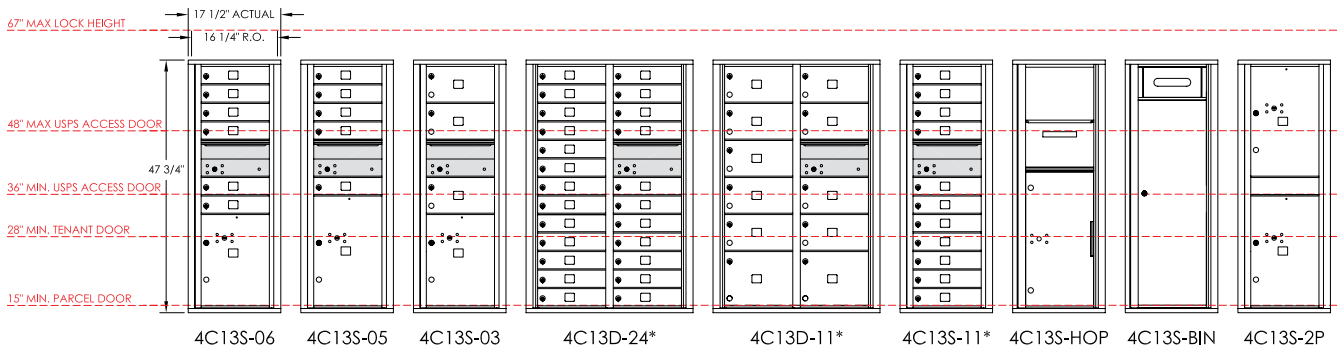 17 1/2" ACTUAL
67" MAX LOCK HEIGHT
16 1/4" R.O.
48" MAX USPS ACCESS DOOR
47 3/4"
36" MIN. USPS ACCESS DOOR
28" MIN. TENANT DOOR
15" MIN. PARCEL DOOR
4C13S-06 4C13S-05 4C13S-03 4C13D-24* 4C13D-11* 4C13S-11* 4C13S-HOP 4C13S-BIN 4C13S-2P